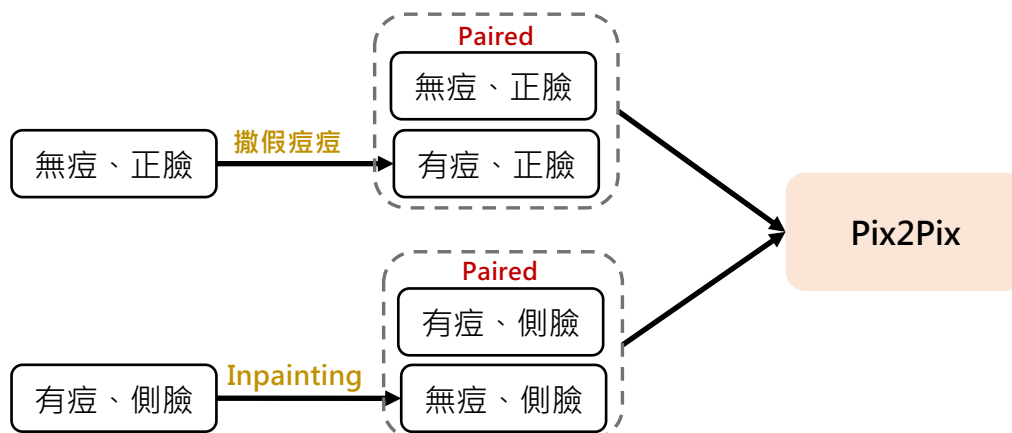 Paired
無痘、正臉
無痘、正臉
撒假痘痘
有痘、正臉
Pix2Pix
Paired
有痘、側臉
有痘、側臉
Inpainting
無痘、側臉